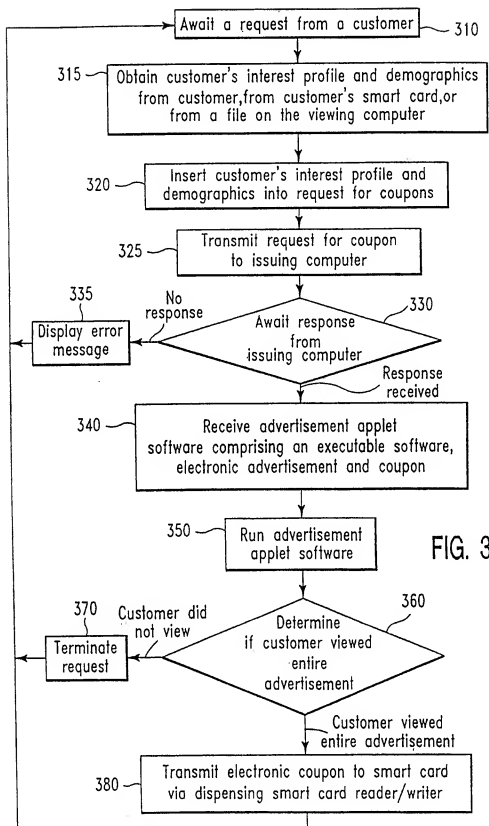 Await a request from a customer
310
315
Obtain customer's interest profile and demographics
from customer,from customer's smart card,or
from a file on the viewing computer
320
Insert customer's interest profile and
demographics into request for coupons
325
Transmit request for coupon
to issuing computer
330
335
No
response
Display error
message
Await response
from
issuing computer
Response
received
340
Receive advertisement applet
software comprising an executable software,
electronic advertisement and coupon
350
Run advertisement
applet software
FIG. 3
360
370
Customer did
not view
Terminate
request
Determine
if customer viewed
entire
advertisement
Customer viewed
entire advertisement
380
Transmit electronic coupon to smart card
via dispensing smart card reader/writer